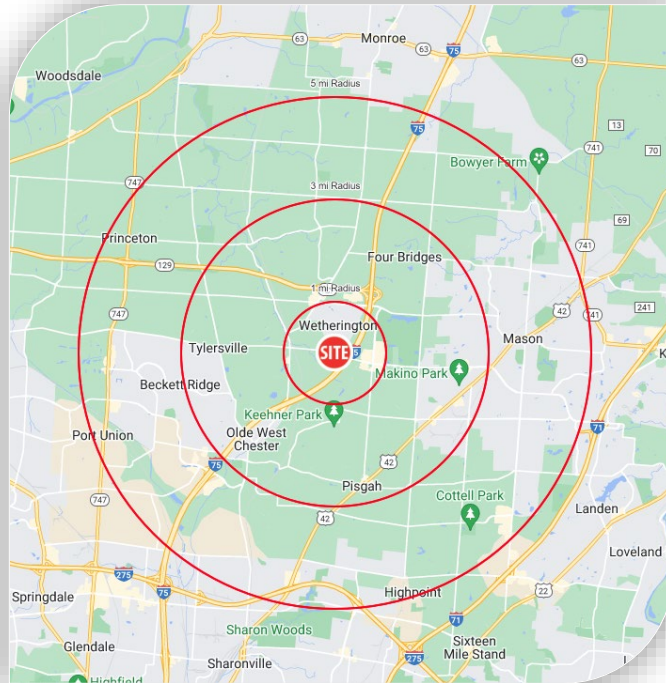 Monroe
63
75
63
Woodsdale
5 mi Radius
75
13
741
70
Bowyer Farm
747
3 mi Radius
69
Princeton
741
129
Four Bridges
1 mi Radius
42
741
241
747
Wetherington
Tylersville
SITE
Mason
Makino Park
Beckett Ridge
Keehner Park
Olde West
Chester
71
Port Union
75
42
Pisgah
747
Cottell Park
42
Landen
Loveland
275
75
22
Highpoint
Springdale
71
Sharon Woods
Sixteen
Mile Stand
Glendale
275
Sharonville
Highfield